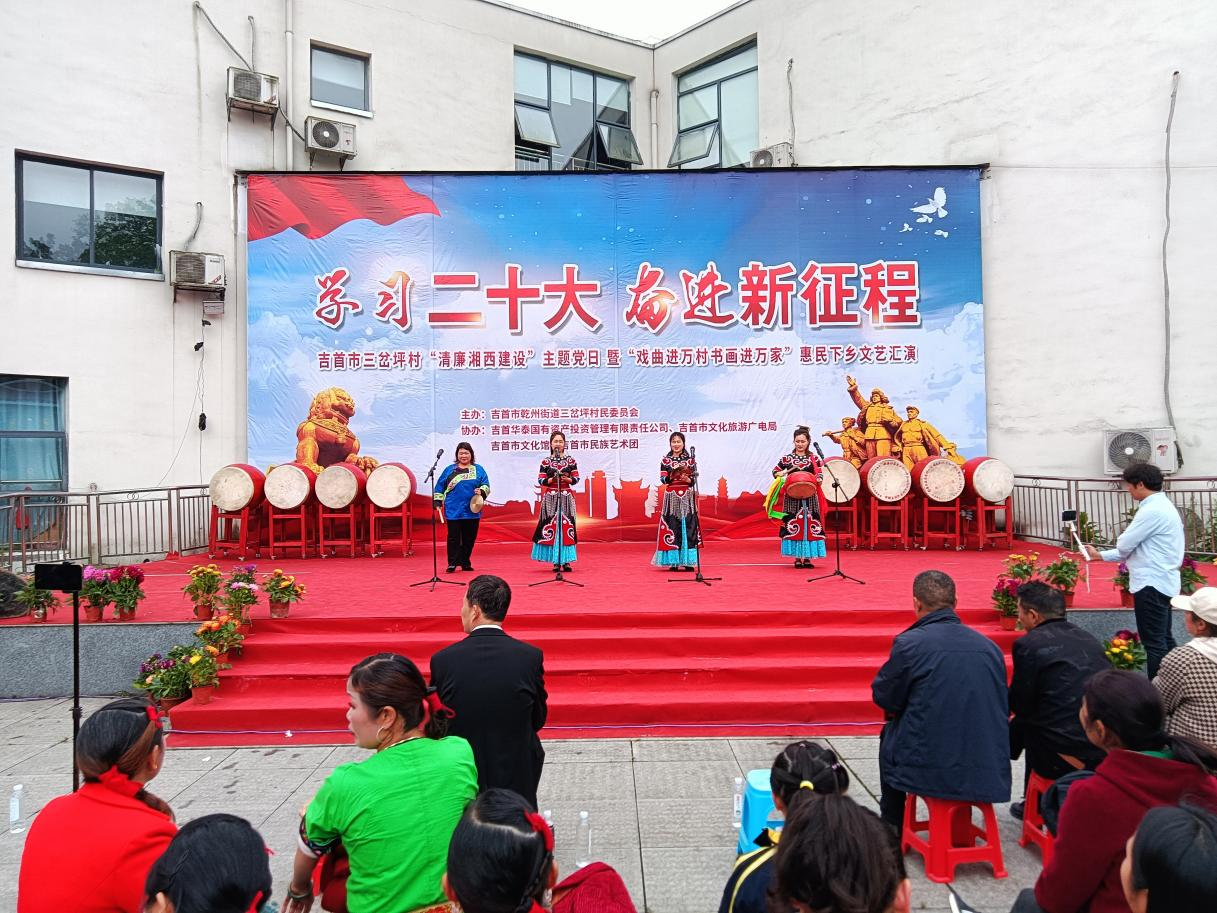 学习二十大 奋进新征程
吉首市三岔坪村“清廉湘西建设”主题党日 暨“戏曲进万村书画进万家”惠民下乡文艺汇演
主办：吉首市乾州街道三岔坪村民委员会
协办：吉首华泰国有资产投资管理有限责任公司、吉首市文化旅游广电局
吉首市文化馆、吉首市民族艺术团